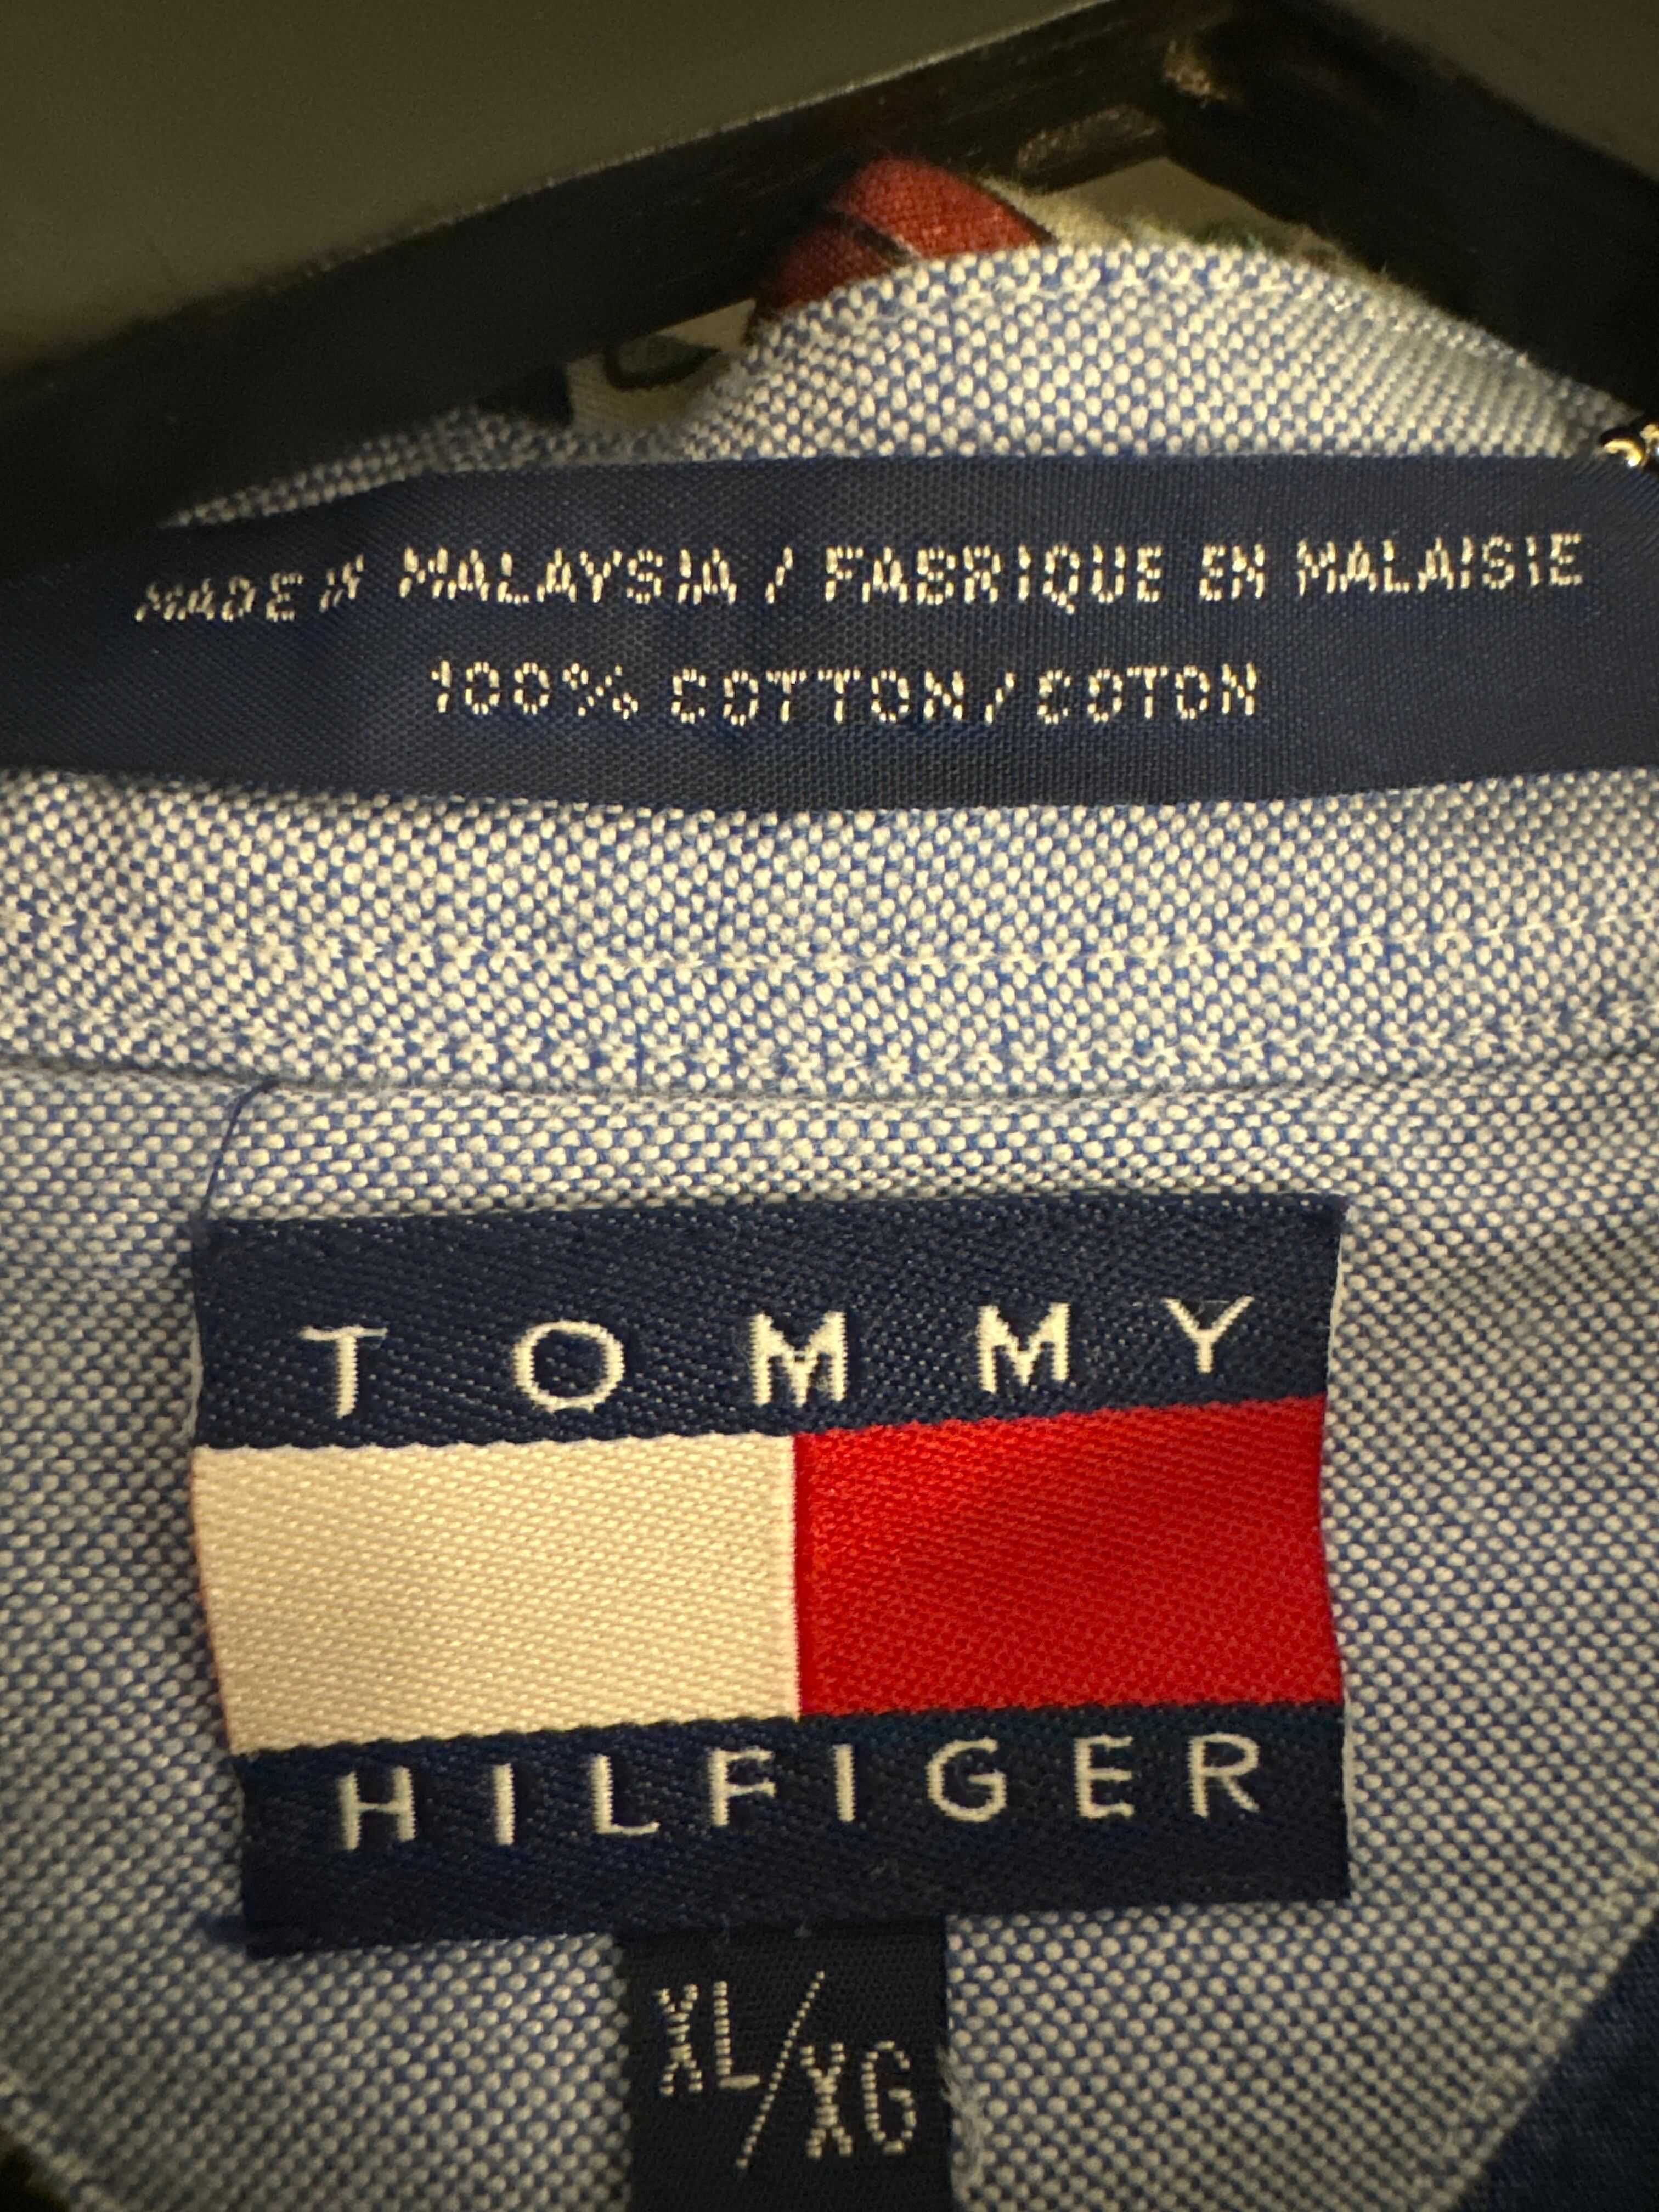 MADE IN MALAYSIA / FABRIQUE EN MALAISIE
100% COTTON/COTON
TOMMY
HILFIGER
XL/XG